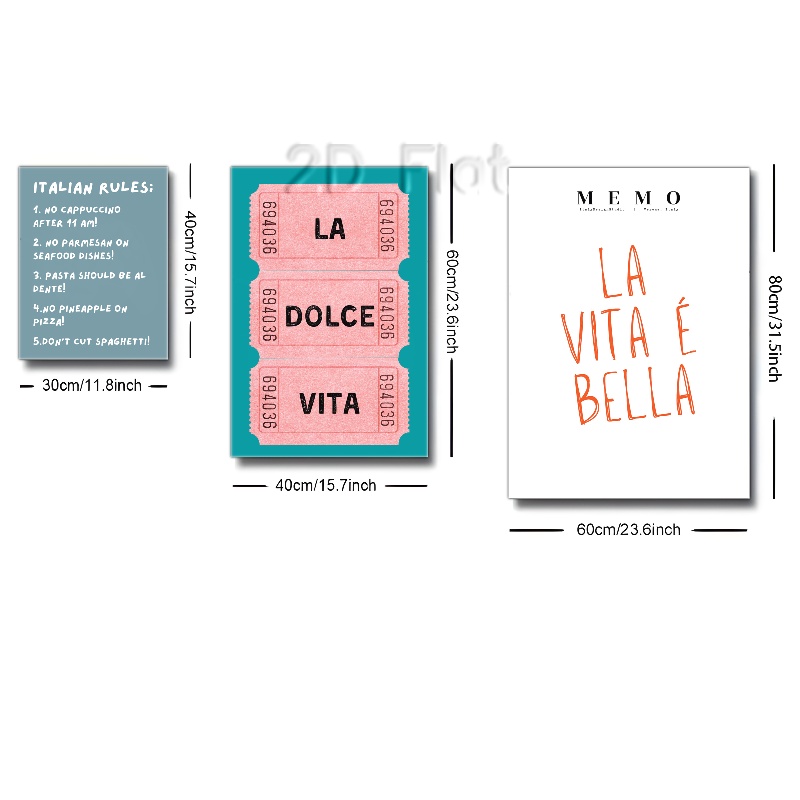 2D Flat
ITALIAN RULES:
1. NO CAPPUCCINO
AFTER 11 AM!
2. NO PARMESAN ON
SEAFOOD DISHES!
3. PASTA SHOULD BE AL
DENTE!
4.NO PINEAPPLE ON
PIZZA!
5.DON'T CUT SPAGHETTI!
40cm/15.7inch
30cm/11.8inch
694036
LA
694036
694036
DOLCE
694036
694036
VITA
694036
60cm/23.6inch
40cm/15.7inch
MEMO
LA
VITA É
BELLA
80cm/31.5inch
60cm/23.6inch